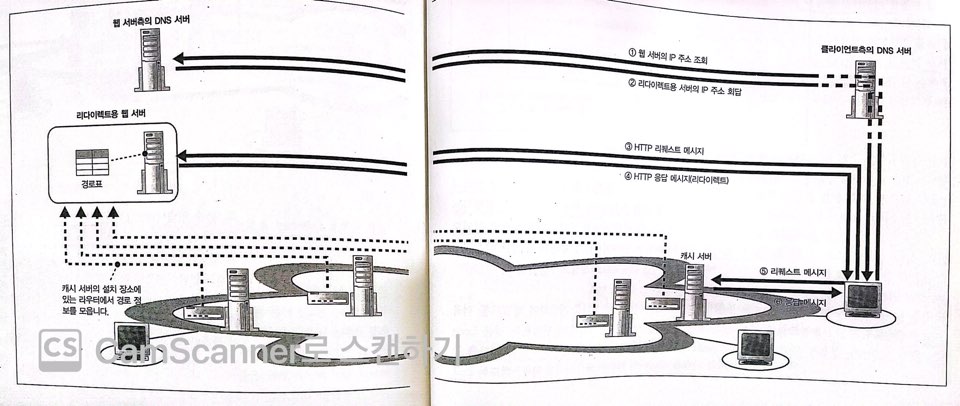 웹 서버측의 DNS 서버
클라이언트측의 DNS 서버
① 웹 서버의 IP 주소 조회
② 리다이렉트용 서버의 IP 주소 회답
리다이렉트용 웹 서버
경로표
③ HTTP 리퀘스트 메시지
④ HTTP 응답 메시지(리다이렉트)
캐시 서버의 설치 장소에
있는 라우터에서 경로 정
보를 모읍니다.
캐시 서버
⑤ 리퀘스트 메시지
⑥ 응답 메시지
CS CamScanner로 스캔하기